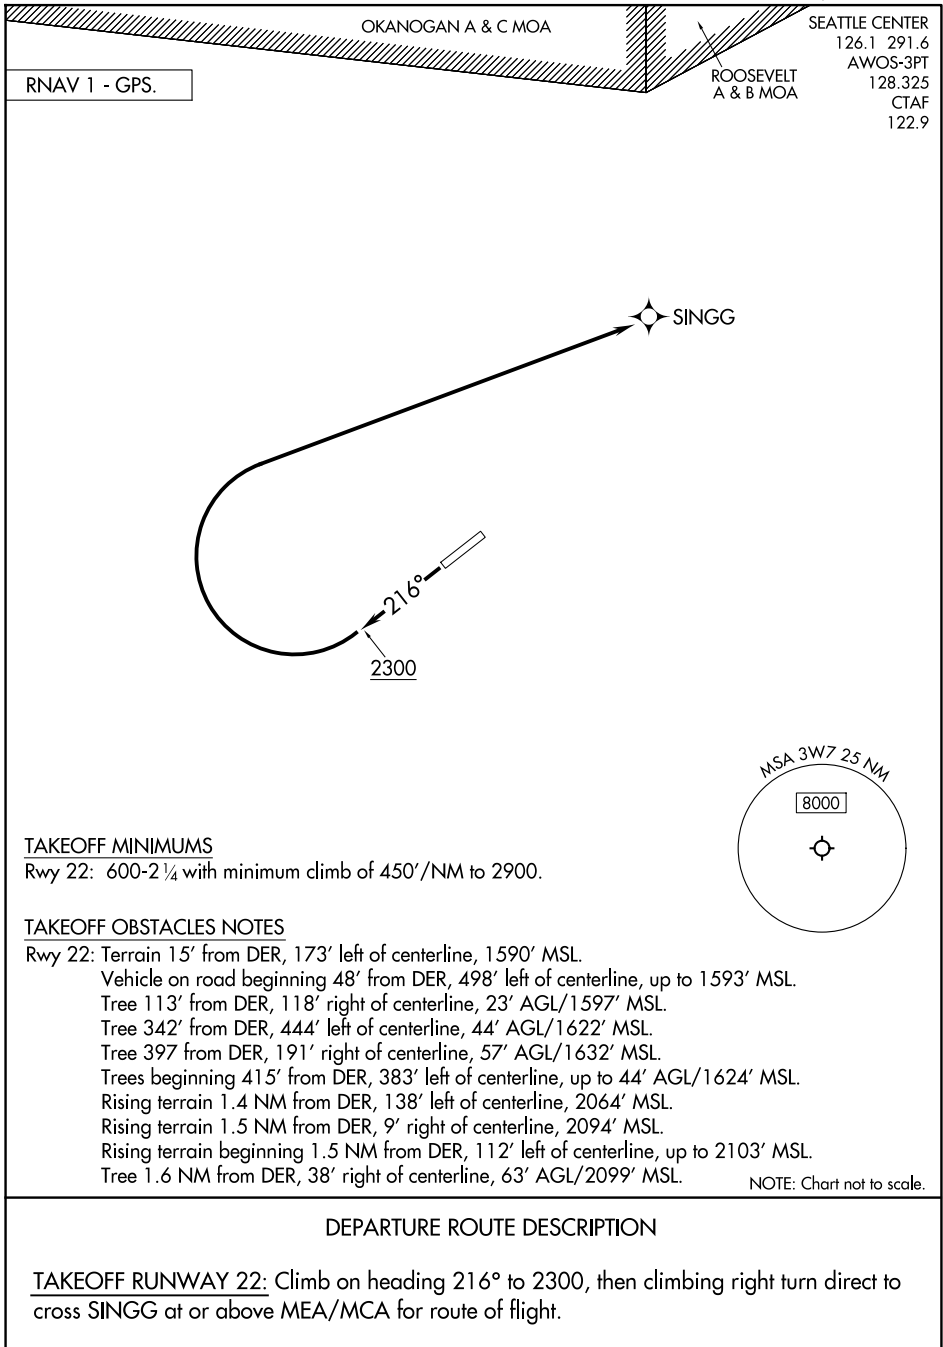 OKANOGAN A & C MOA
SEATTLE CENTER
126.1 291.6
AWOS-3PT
128.325
CTAF
122.9
ROOSEVELT
A & B MOA
RNAV 1 - GPS.
SINGG
216°
2300
MSA 3W7 25 NM
8000
TAKEOFF MINIMUMS
Rwy 22: 600-2¼ with minimum climb of 450'/NM to 2900.
TAKEOFF OBSTACLES NOTES
Rwy 22: Terrain 15' from DER, 173' left of centerline, 1590' MSL.
Vehicle on road beginning 48' from DER, 498' left of centerline, up to 1593' MSL.
Tree 113' from DER, 118' right of centerline, 23' AGL/1597' MSL.
Tree 342' from DER, 444' left of centerline, 44' AGL/1622' MSL.
Tree 397 from DER, 191' right of centerline, 57' AGL/1632' MSL.
Trees beginning 415' from DER, 383' left of centerline, up to 44' AGL/1624' MSL.
Rising terrain 1.4 NM from DER, 138' left of centerline, 2064' MSL.
Rising terrain 1.5 NM from DER, 9' right of centerline, 2094' MSL.
Rising terrain beginning 1.5 NM from DER, 112' left of centerline, up to 2103' MSL.
Tree 1.6 NM from DER, 38' right of centerline, 63' AGL/2099' MSL.
NOTE: Chart not to scale.
DEPARTURE ROUTE DESCRIPTION
TAKEOFF RUNWAY 22: Climb on heading 216° to 2300, then climbing right turn direct to
cross SINGG at or above MEA/MCA for route of flight.